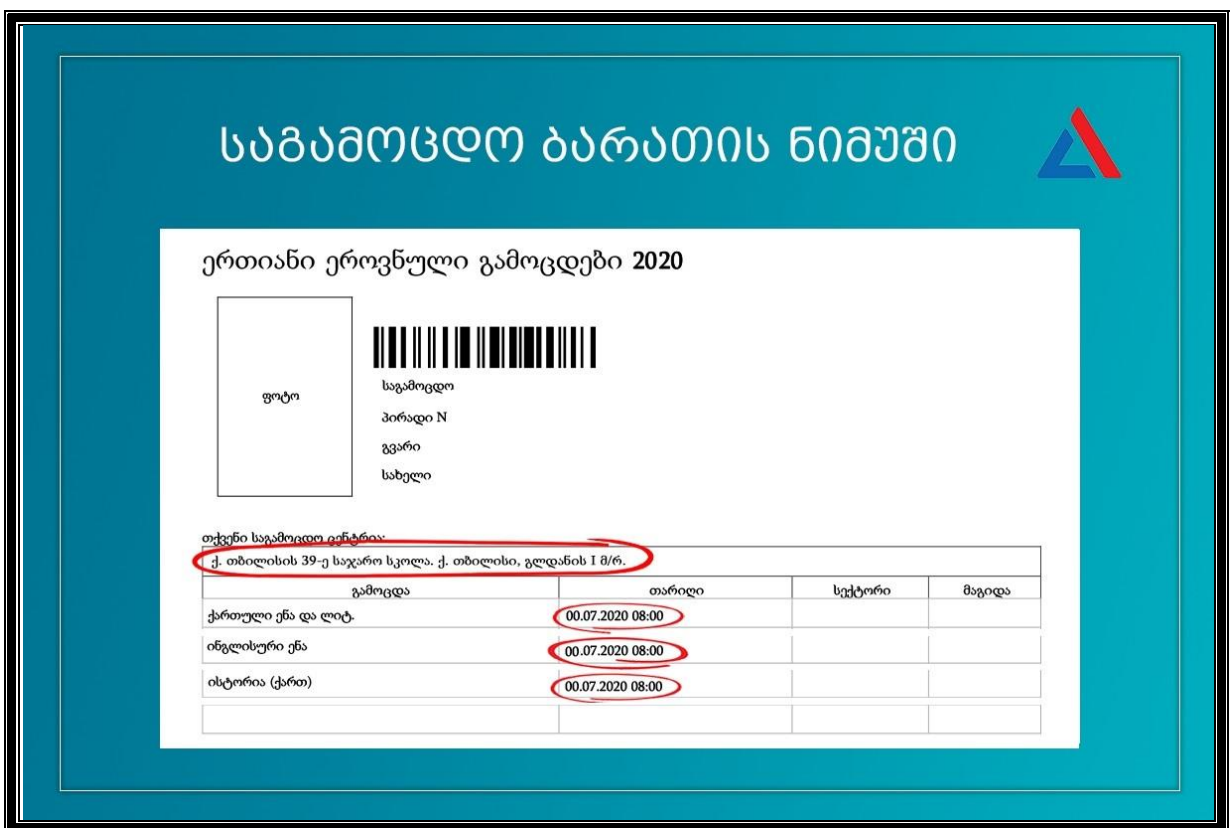 საგამოცდო ბარათის ნიმუში
ერთიანი ეროვნული გამოცდები 2020
ფოტო
საგამოცდო
პირადი N
გვარი
სახელი
თქვენი საგამოცდო ცენტრია:
ქ. თბილისის 39-ე საჯარო სკოლა. ქ. თბილისი, გლდანის I მ/რ.
გამოცდა თარიღი სექტორი მაგიდა
ქართული ენა და ლიტ. 00.07.2020 08:00
ინგლისური ენა 00.07.2020 08:00
ისტორია (ქართ) 00.07.2020 08:00